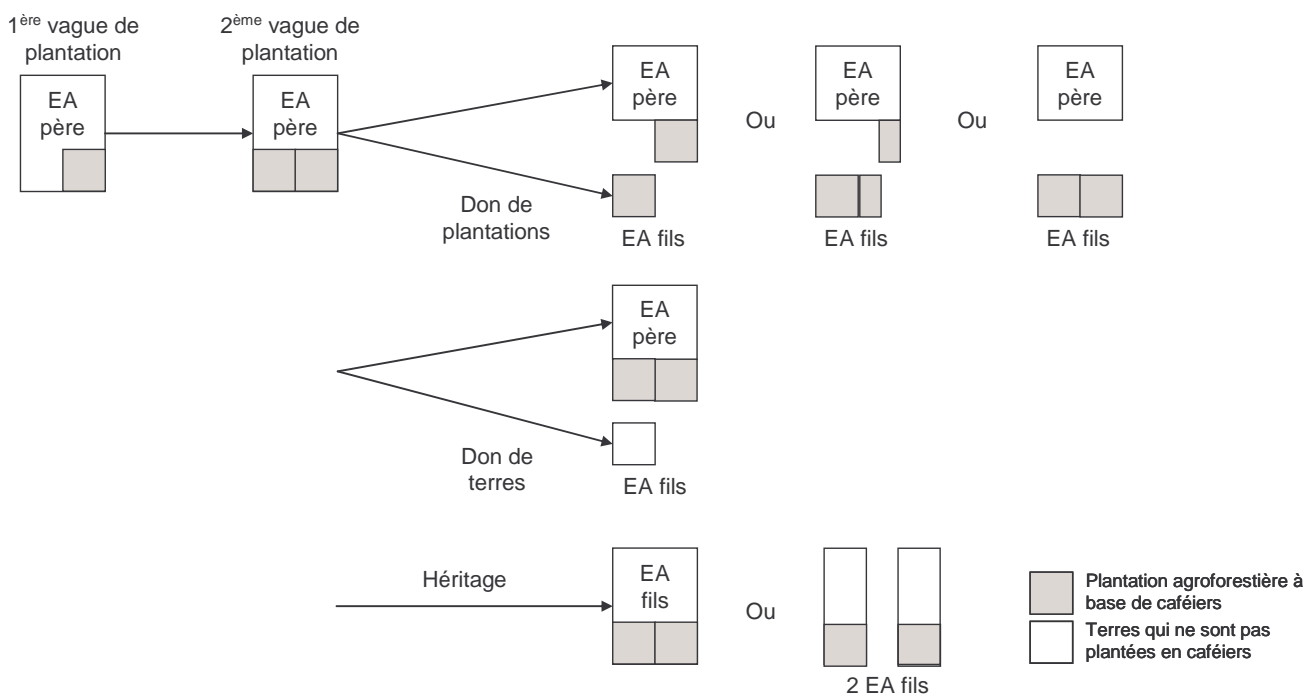 1ère vague de
plantation
2ème vague de
plantation
EA
père
EA
père
EA
père
Ou
EA
père
Ou
EA
père
Don de
plantations
EA fils
EA fils
EA fils
EA
père
Don de
terres
EA fils
Héritage
EA
fils
Ou
2 EA fils
Plantation agroforestière à
base de caféiers
Terres qui ne sont pas
plantées en caféiers